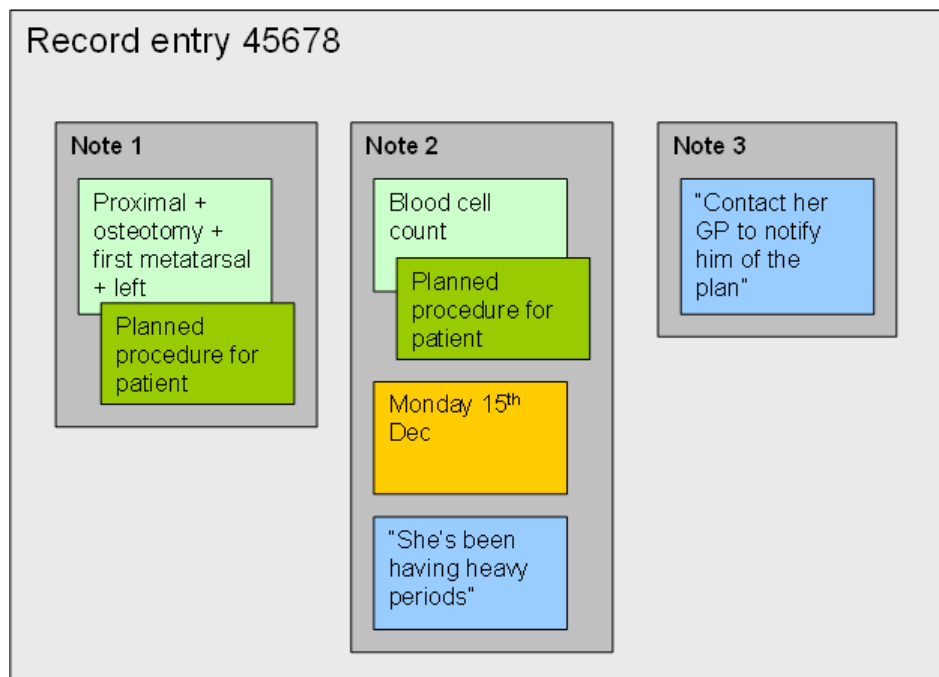 Record entry 45678
Note 1
Proximal +
osteotomy +
first metatarsal
+ left
Planned
procedure for
patient
Note 2
Blood cell
count
Planned
procedure for
patient
Monday 15th
Dec
"She's been
having heavy
periods"
Note 3
"Contact her
GP to notify
him of the
plan"